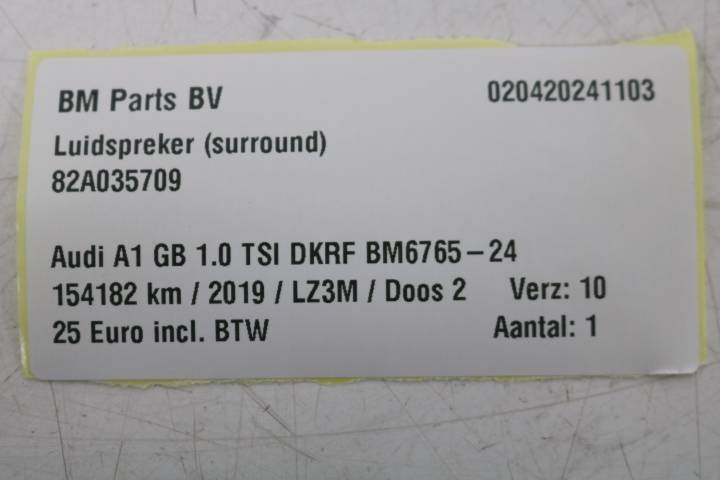 BM Parts BV 020420241103
Luidspreker (surround)
82A035709
Audi A1 GB 1.0 TSI DKRF BM6765-24
154182 km / 2019 / LZ3M / Doos 2 Verz: 10
25 Euro incl. BTW Aantal: 1